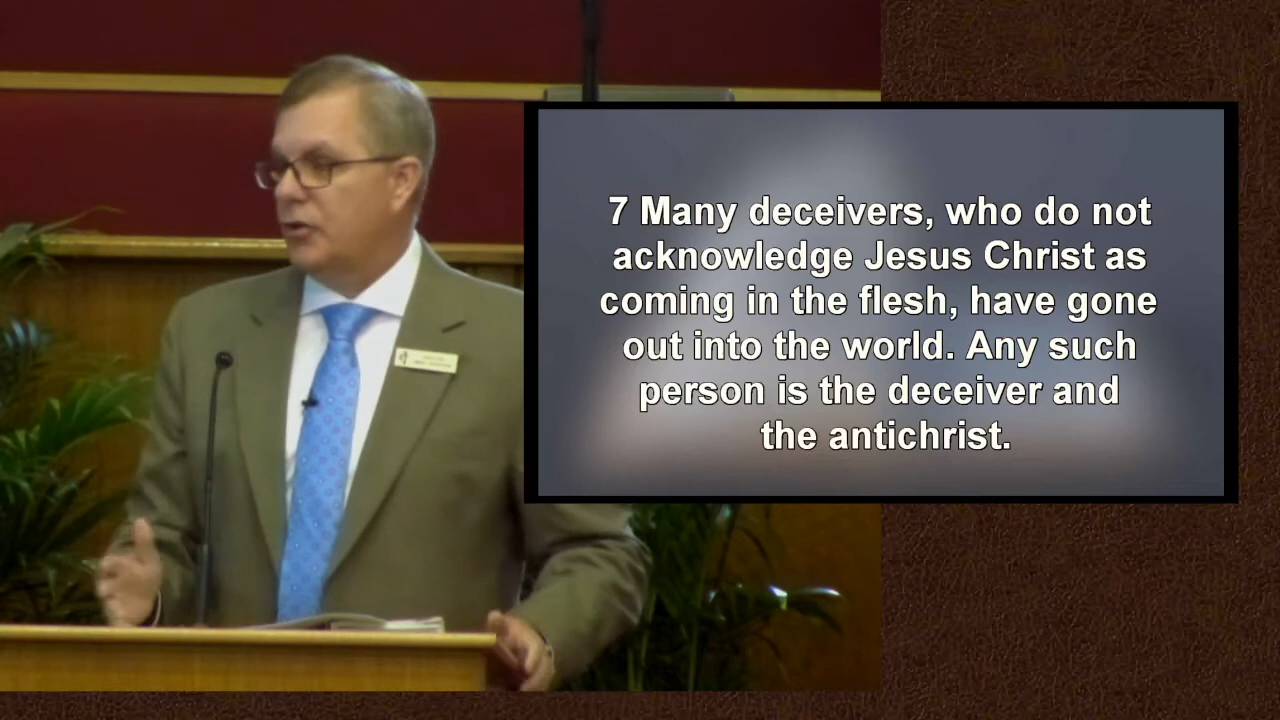 7 Many deceivers, who do not
acknowledge Jesus Christ as
coming in the flesh, have gone
out into the world. Any such
person is the deceiver and
the antichrist.